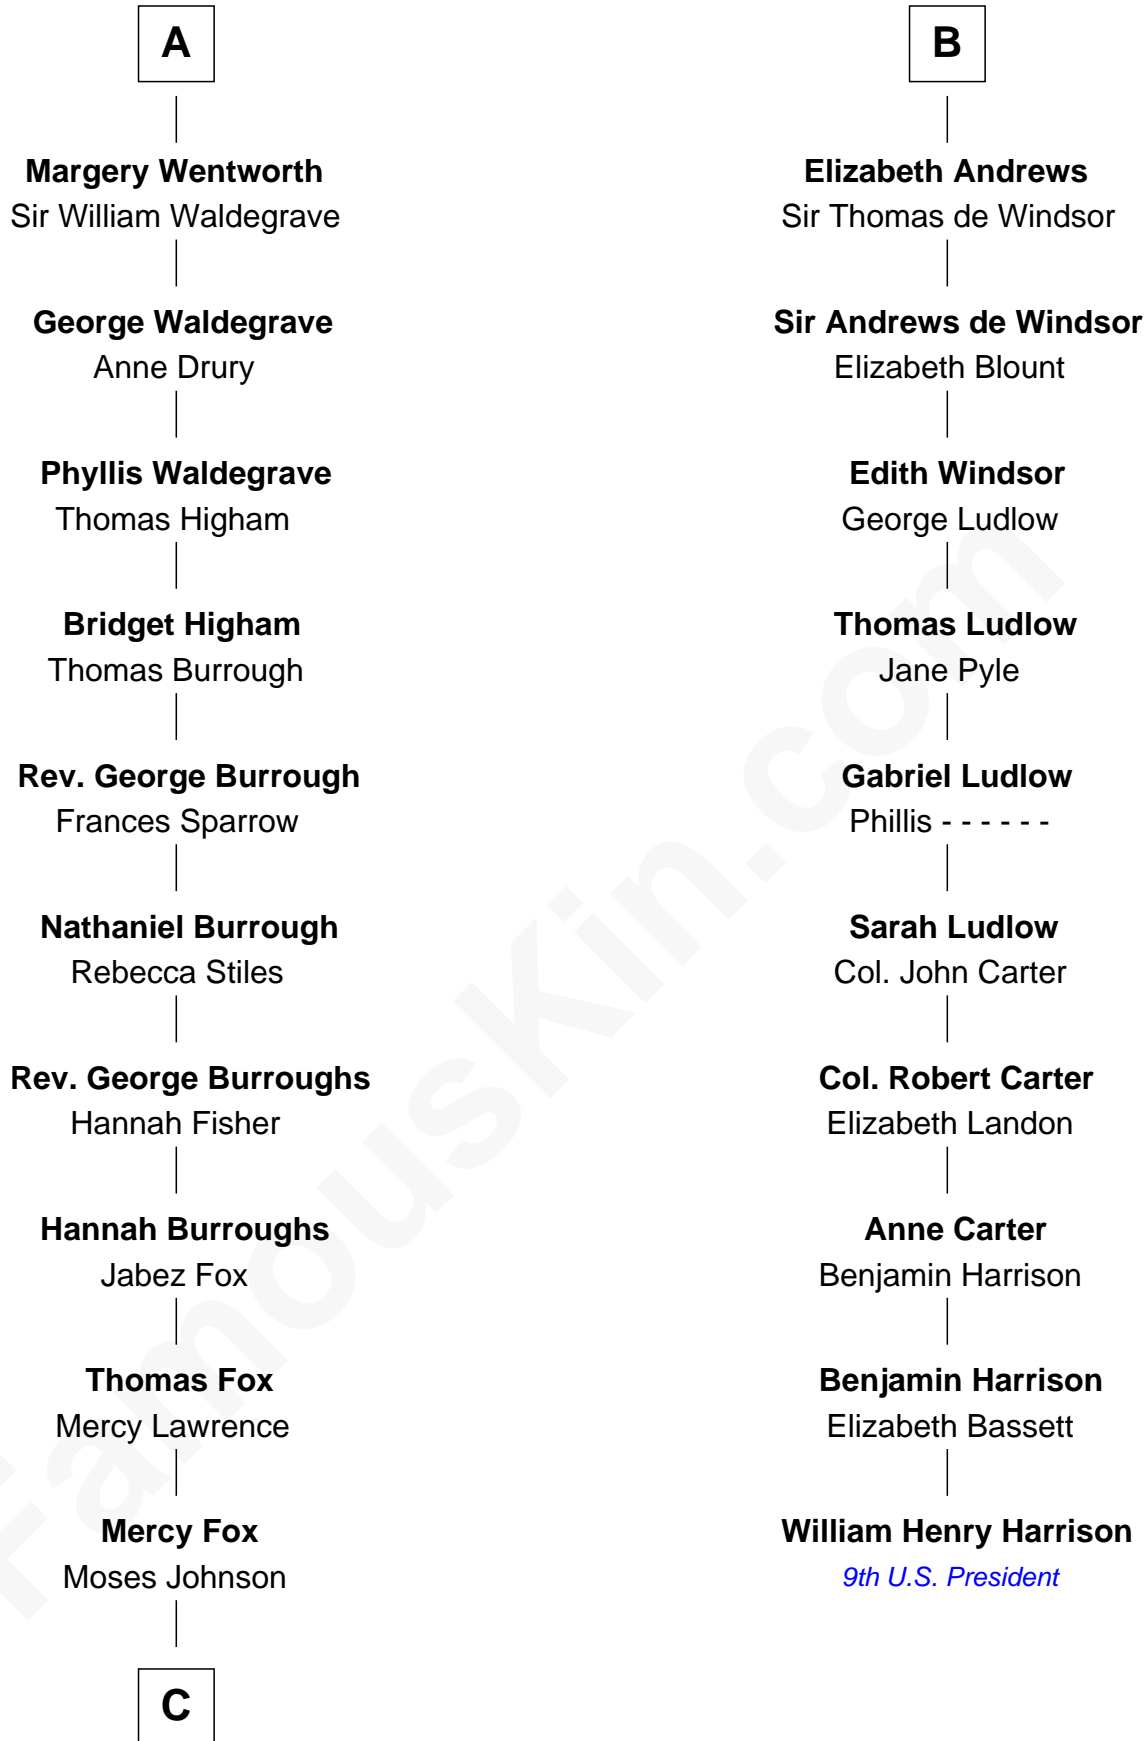 A
Margery Wentworth
Sir William Waldegrave
George Waldegrave
Anne Drury
Phyllis Waldegrave
Thomas Higham
Bridget Higham
Thomas Burrough
Rev. George Burrough
Frances Sparrow
Nathaniel Burrough
Rebecca Stiles
Rev. George Burroughs
Hannah Fisher
Hannah Burroughs
Jabez Fox
Thomas Fox
Mercy Lawrence
Mercy Fox
Moses Johnson
C
B
Elizabeth Andrews
Sir Thomas de Windsor
Sir Andrews de Windsor
Elizabeth Blount
Edith Windsor
George Ludlow
Thomas Ludlow
Jane Pyle
Gabriel Ludlow
Phillis - - - - - -
Sarah Ludlow
Col. John Carter
Col. Robert Carter
Elizabeth Landon
Anne Carter
Benjamin Harrison
Benjamin Harrison
Elizabeth Bassett
William Henry Harrison
9th U.S. President
FamousKin.com